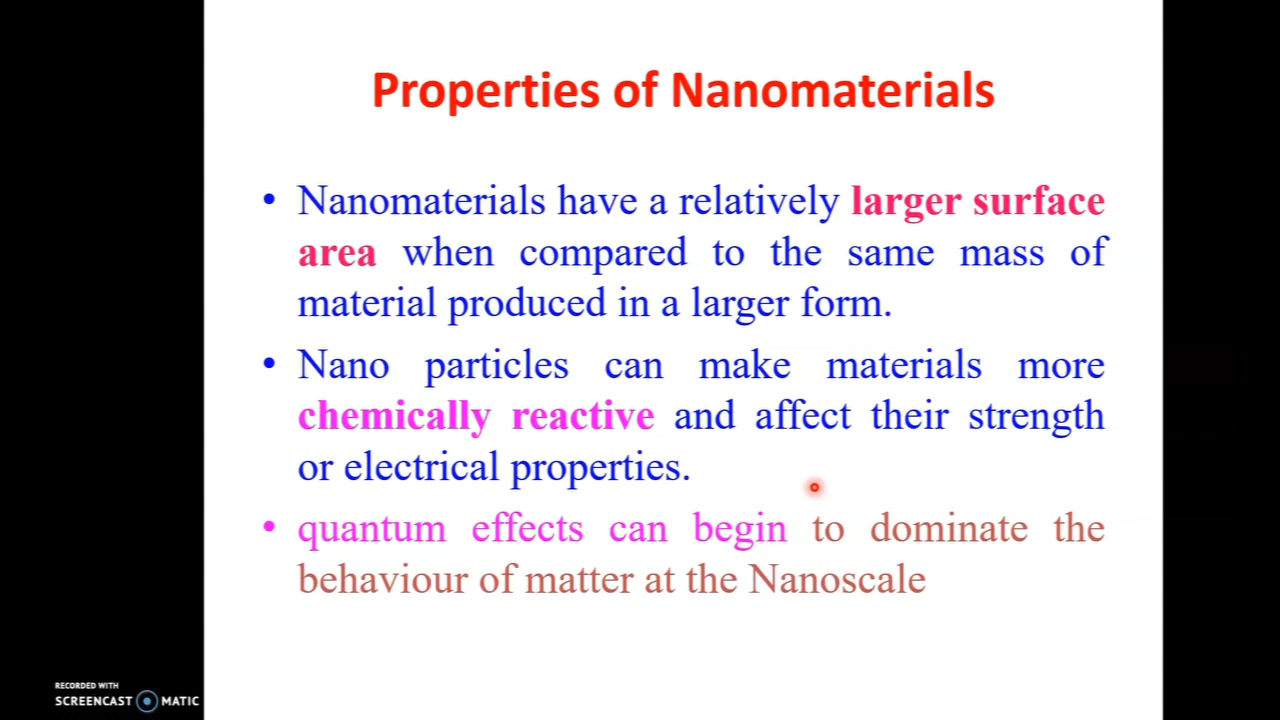 Properties of Nanomaterials
• Nanomaterials have a relatively larger surface
area when compared to the same mass of
material produced in a larger form.
• Nano particles can make materials more
chemically reactive and affect their strength
or electrical properties.
• quantum effects can begin to dominate the
behaviour of matter at the Nanoscale
RECORDED WITH
SCREENCAST MATIC